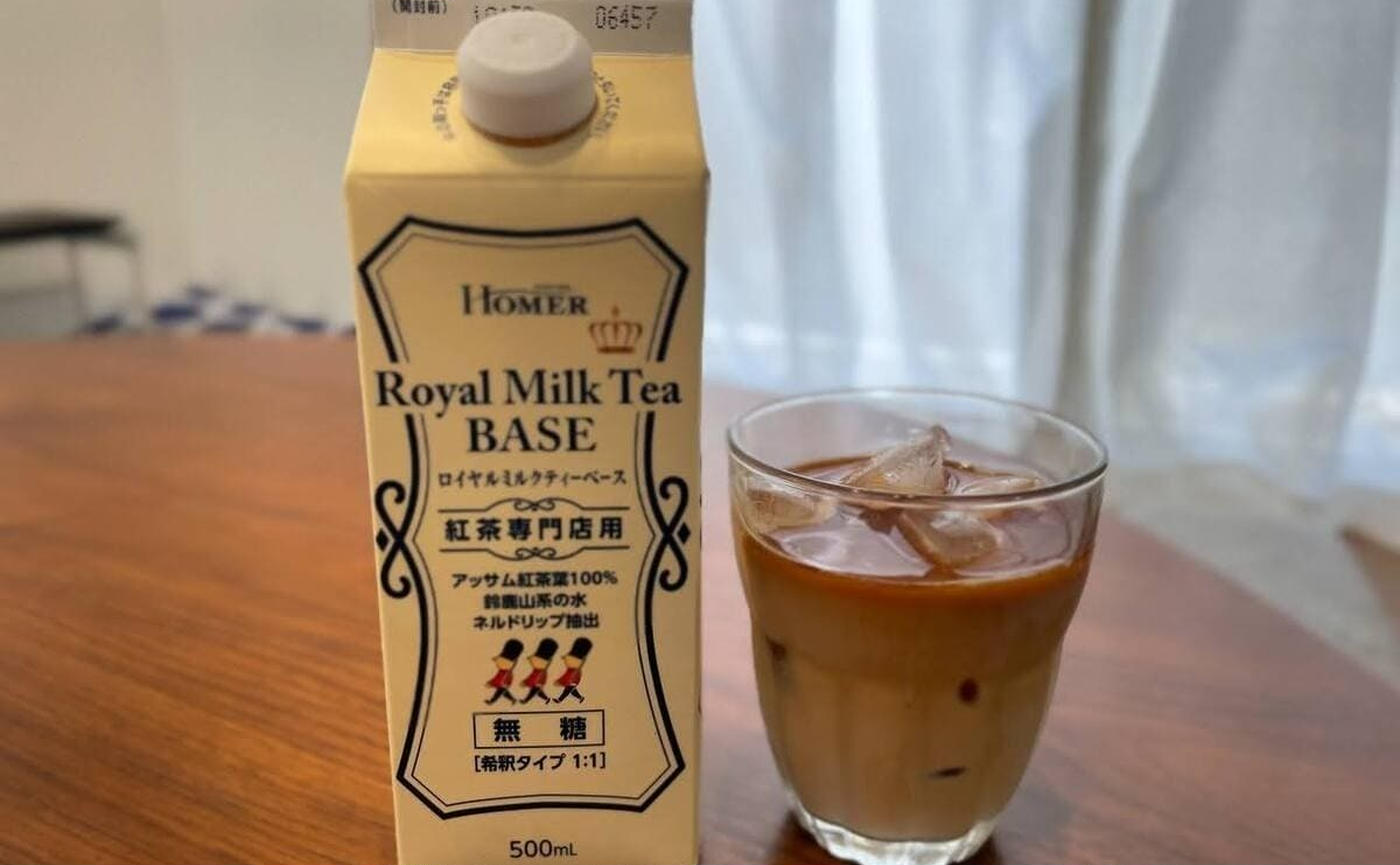 (開封前)
06457
HOMER
Royal Milk Tea
BASE
ロイヤルミルクティーベース
紅茶専門店用
アッサム紅茶葉100%
鈴鹿山系の水
ネルドリップ抽出
無 糖
[希釈タイプ 1:1]
500mL